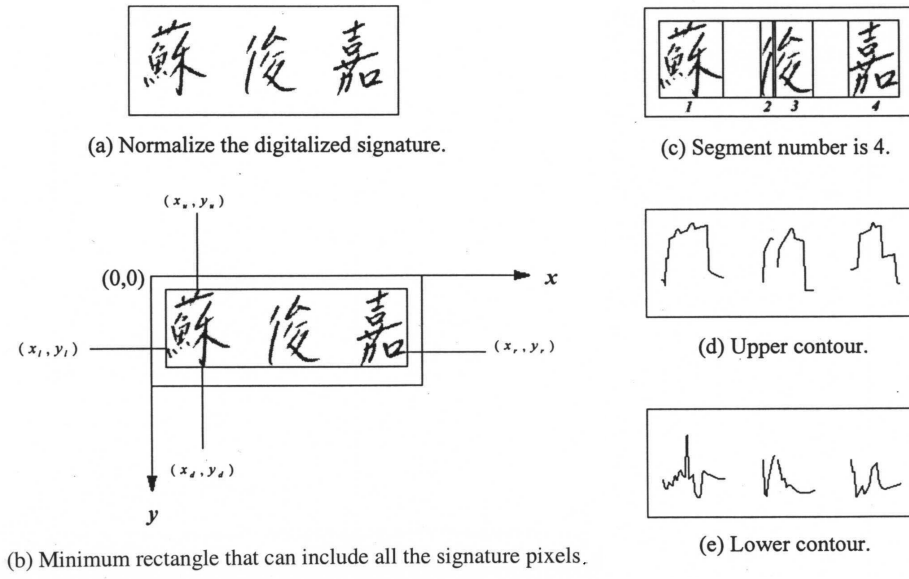 蘇 俊 嘉
(a) Normalize the digitalized signature.
(x_u, y_u)
(0,0)
x
蘇 俊 嘉
(x_l, y_l)
(x_r, y_r)
(x_d, y_d)
y
(b) Minimum rectangle that can include all the signature pixels.
蘇 俊 嘉
1 2 3 4
(c) Segment number is 4.
(d) Upper contour.
(e) Lower contour.